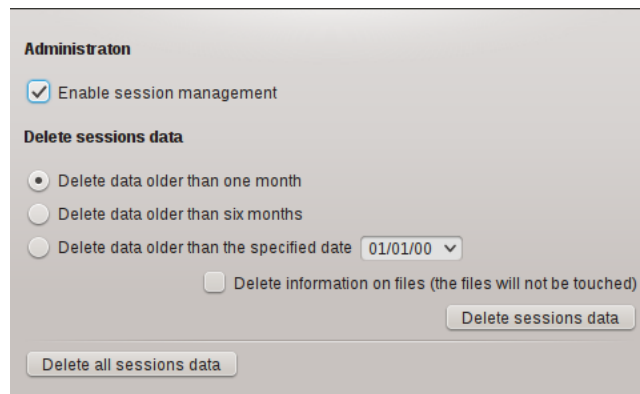 Administraton
Enable session management
Delete sessions data
Delete data older than one month
Delete data older than six months
Delete data older than the specified date 01/01/00
Delete information on files (the files will not be touched)
Delete sessions data
Delete all sessions data